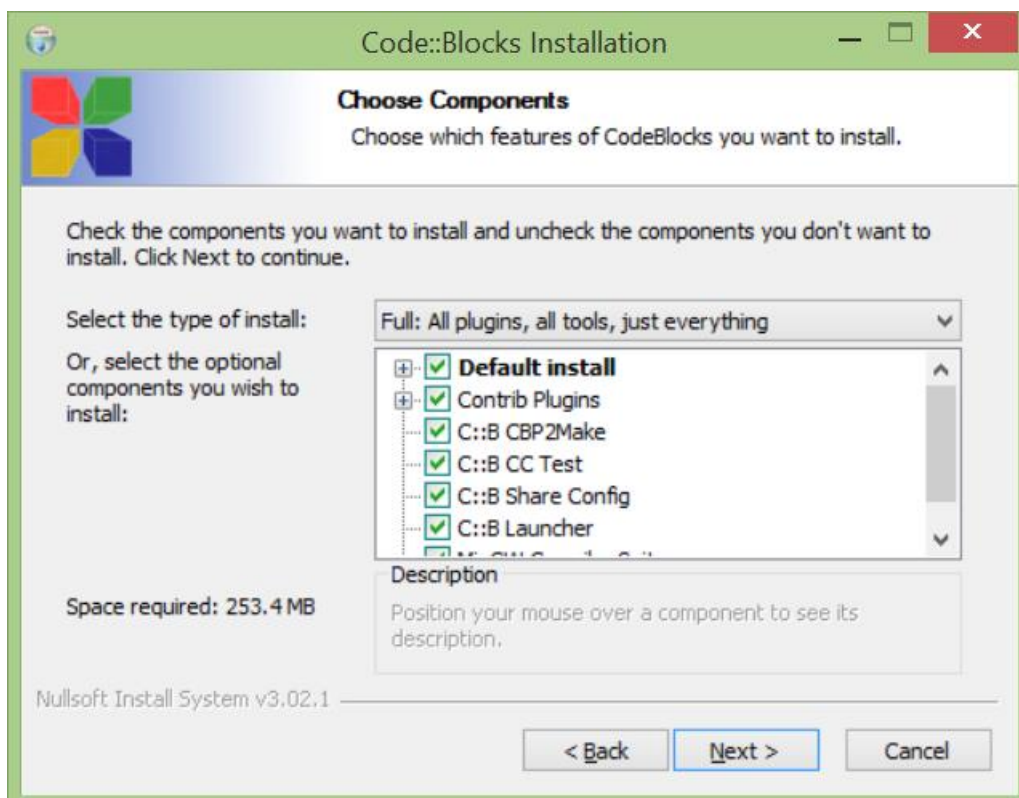 Code::Blocks Installation
Choose Components
Choose which features of CodeBlocks you want to install.
Check the components you want to install and uncheck the components you don't want to
install. Click Next to continue.
Select the type of install:
Full: All plugins, all tools, just everything
Or, select the optional
components you wish to
install:
Default install
Contrib Plugins
C::B CBP2Make
C::B CC Test
C::B Share Config
C::B Launcher
Space required: 253.4 MB
Description
Position your mouse over a component to see its
description.
Nullsoft Install System v3.02.1
< Back
Next >
Cancel